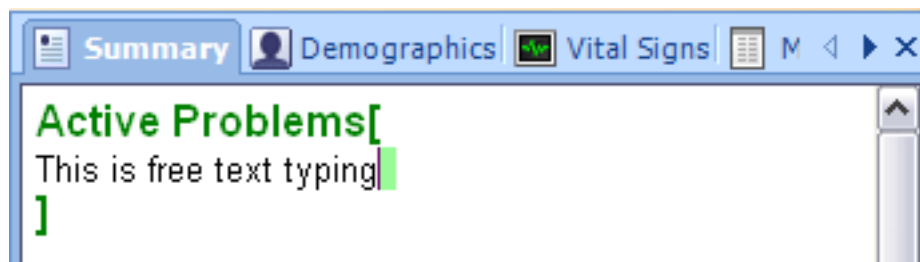 Summary Demographics Vital Signs M
Active Problems[
This is free text typing
]